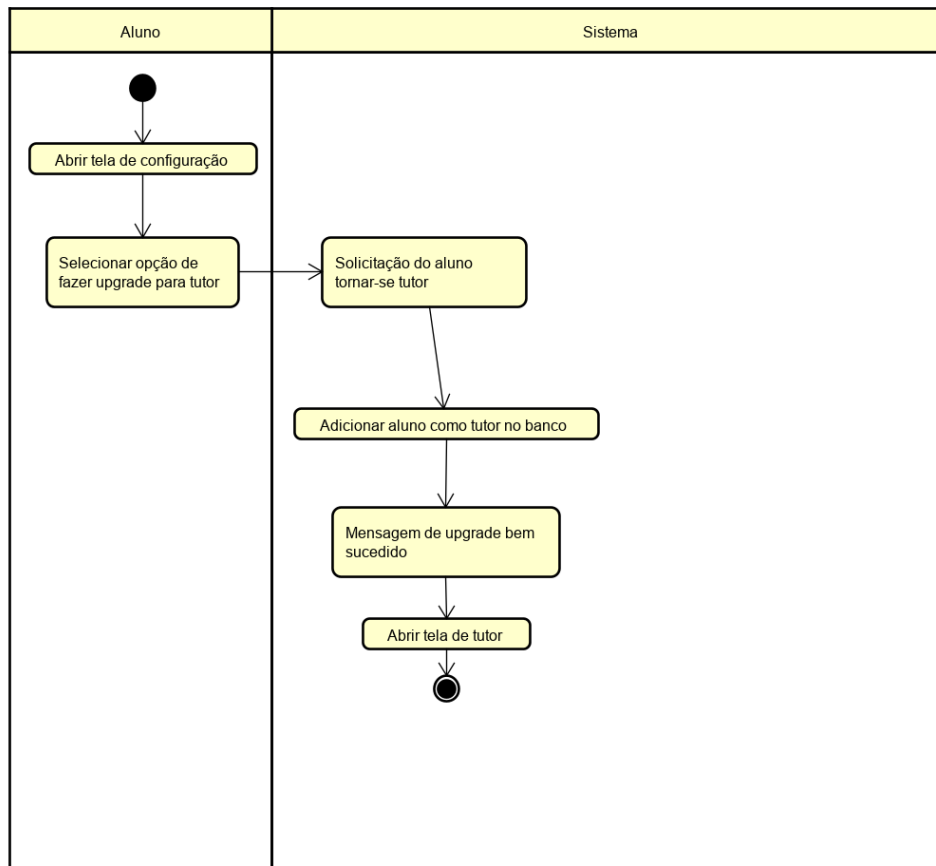 Aluno
Sistema
Abrir tela de configuração
Selecionar opção de
fazer upgrade para tutor
Solicitação do aluno
tornar-se tutor
Adicionar aluno como tutor no banco
Mensagem de upgrade bem
sucedido
Abrir tela de tutor